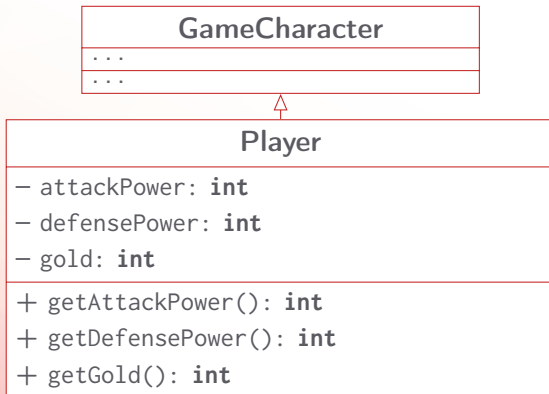 GameCharacter
...
...
Player
− attackPower: int
− defensePower: int
− gold: int
+ getAttackPower(): int
+ getDefensePower(): int
+ getGold(): int